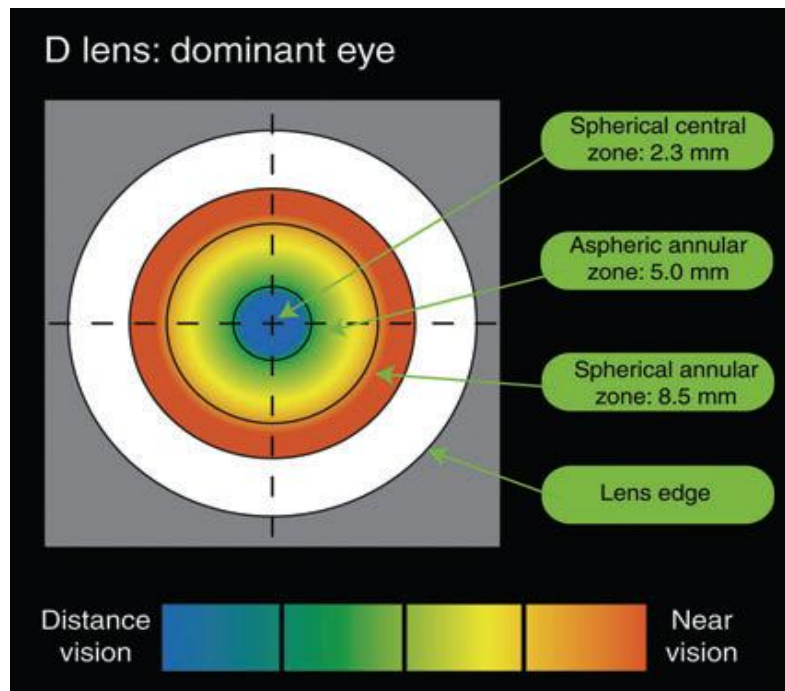 D lens: dominant eye
Spherical central
zone: 2.3 mm
Aspheric annular
zone: 5.0 mm
Spherical annular
zone: 8.5 mm
Lens edge
Distance
vision
Near
vision